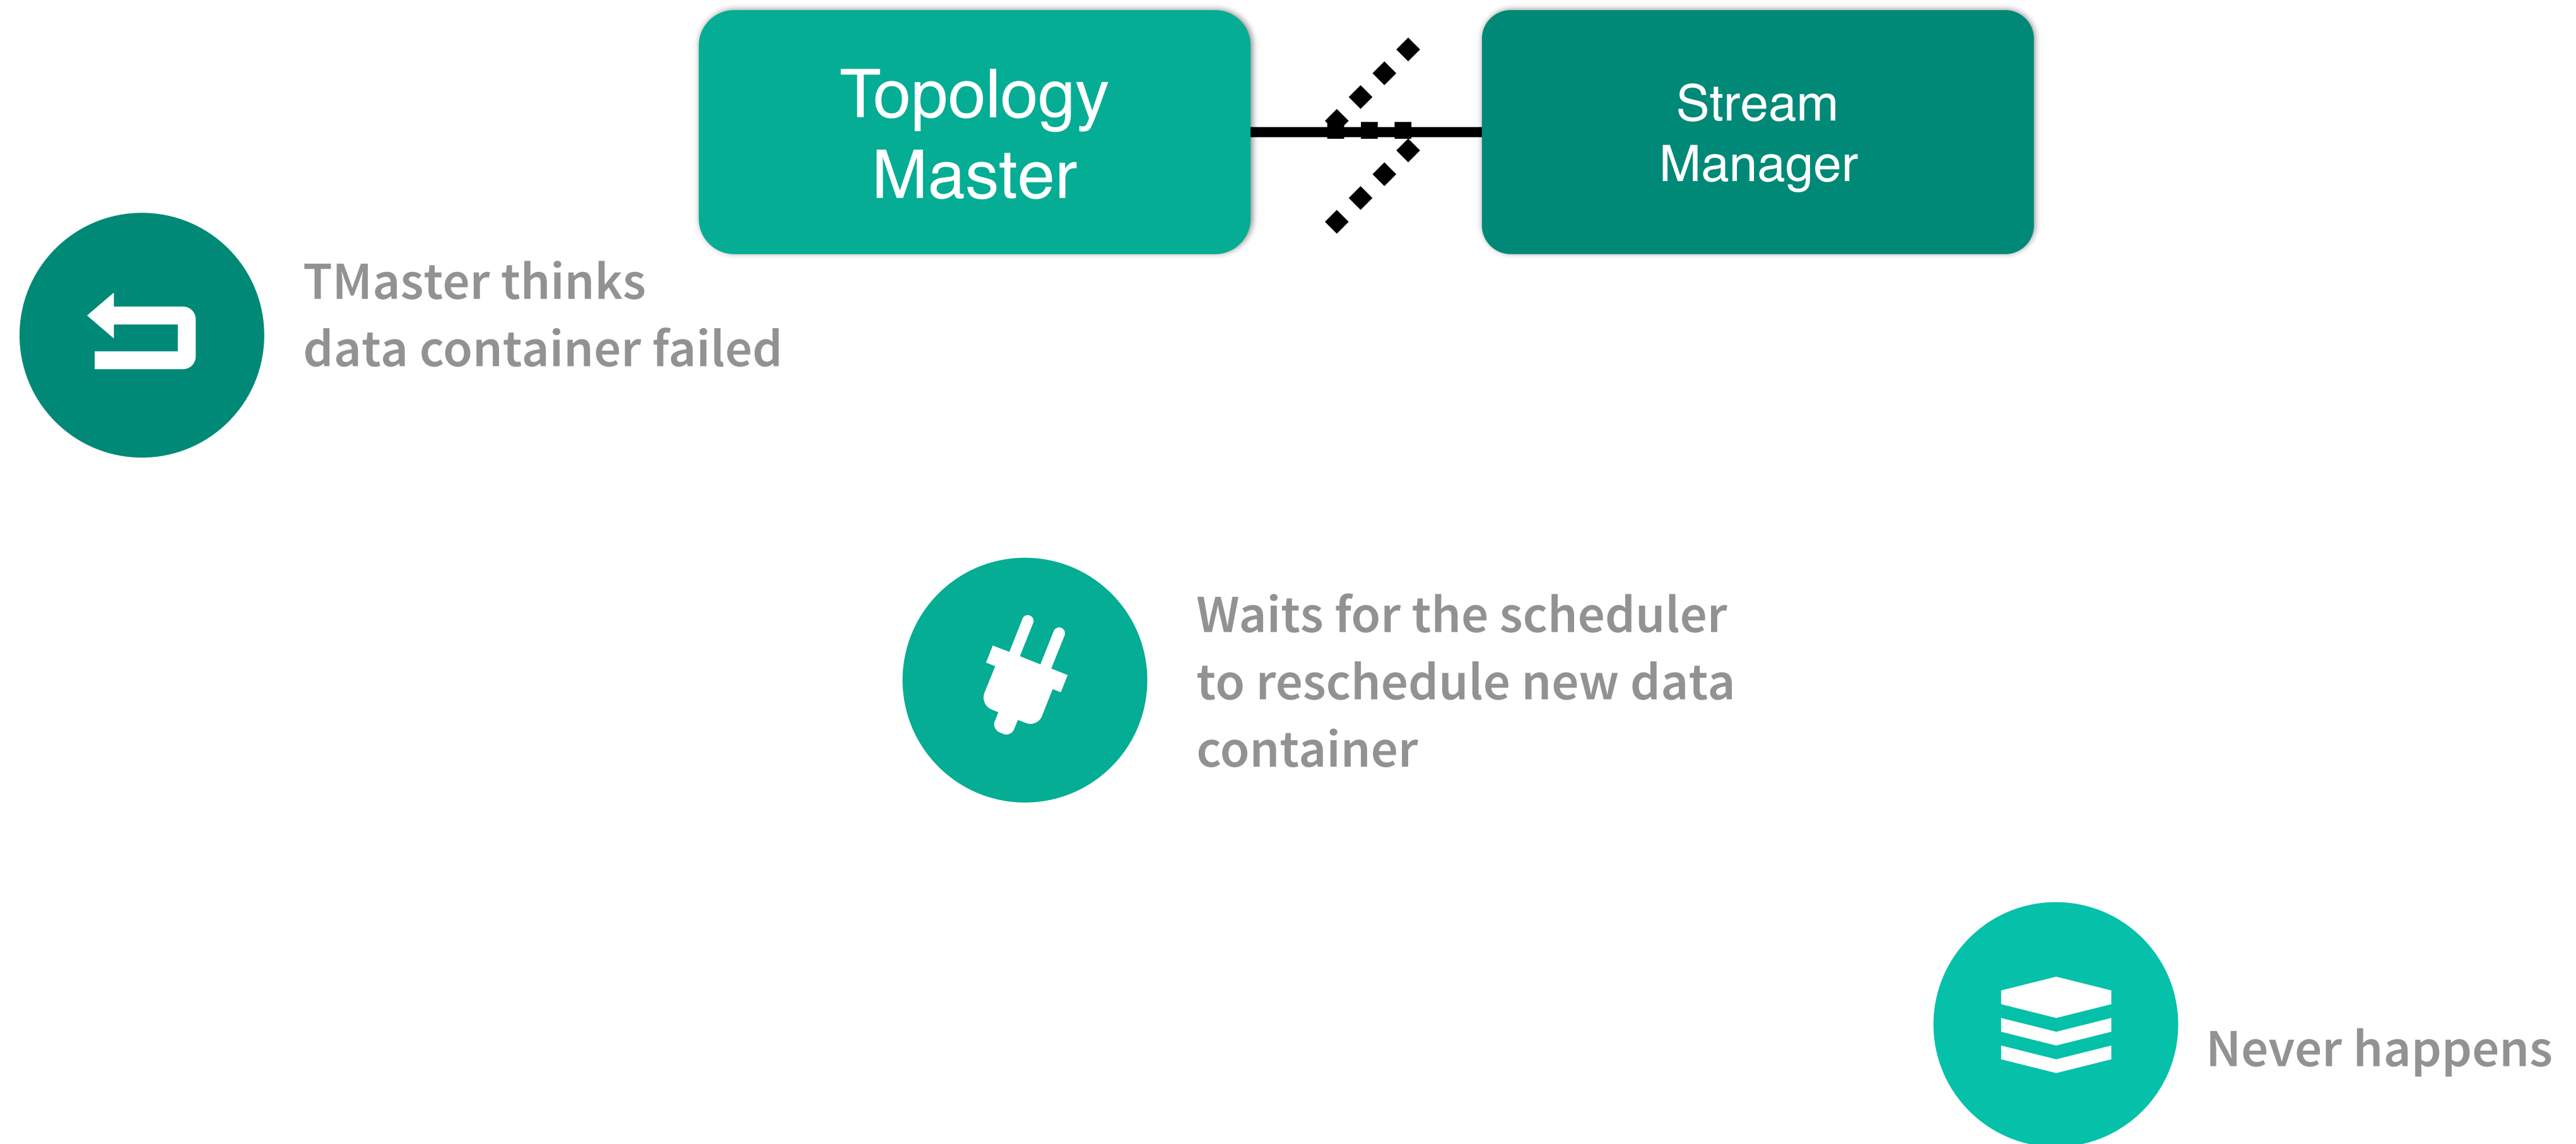 Topology
Master
Stream
Manager
TMaster thinks
data container failed
Waits for the scheduler
to reschedule new data
container
Never happens